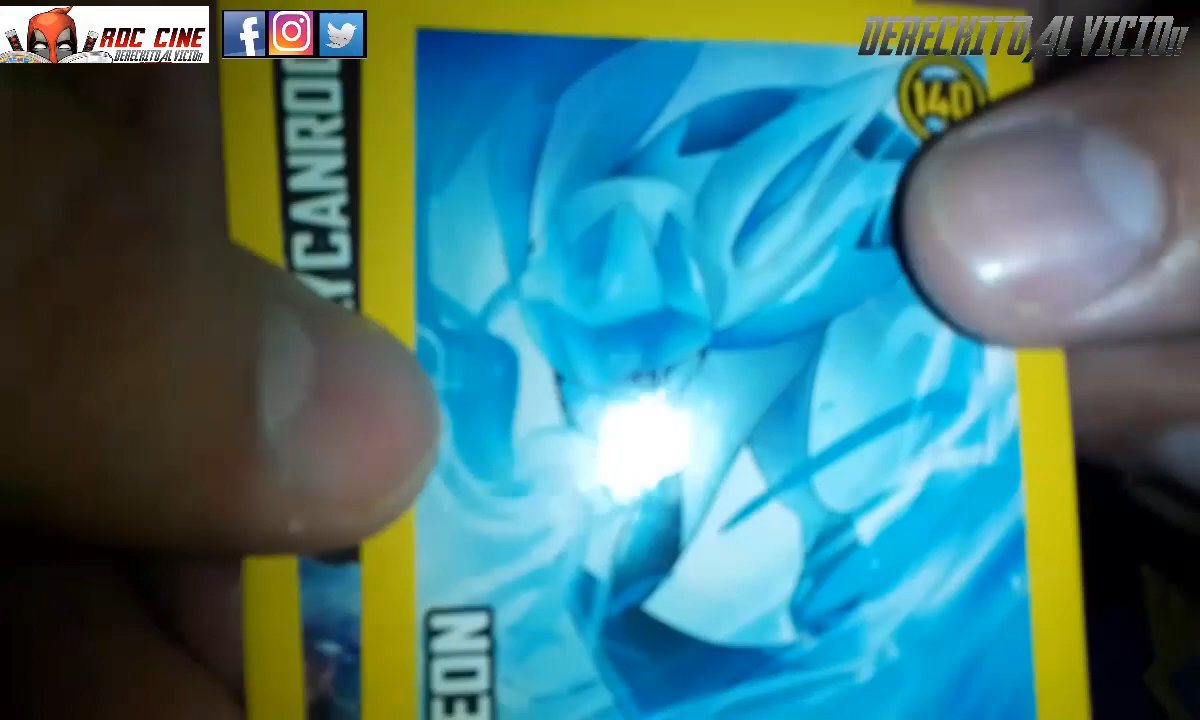 RDC CINE
DERECHITO AL VICIO!!
DERECHITO AL VICIO!!
140
YCANRO
EON